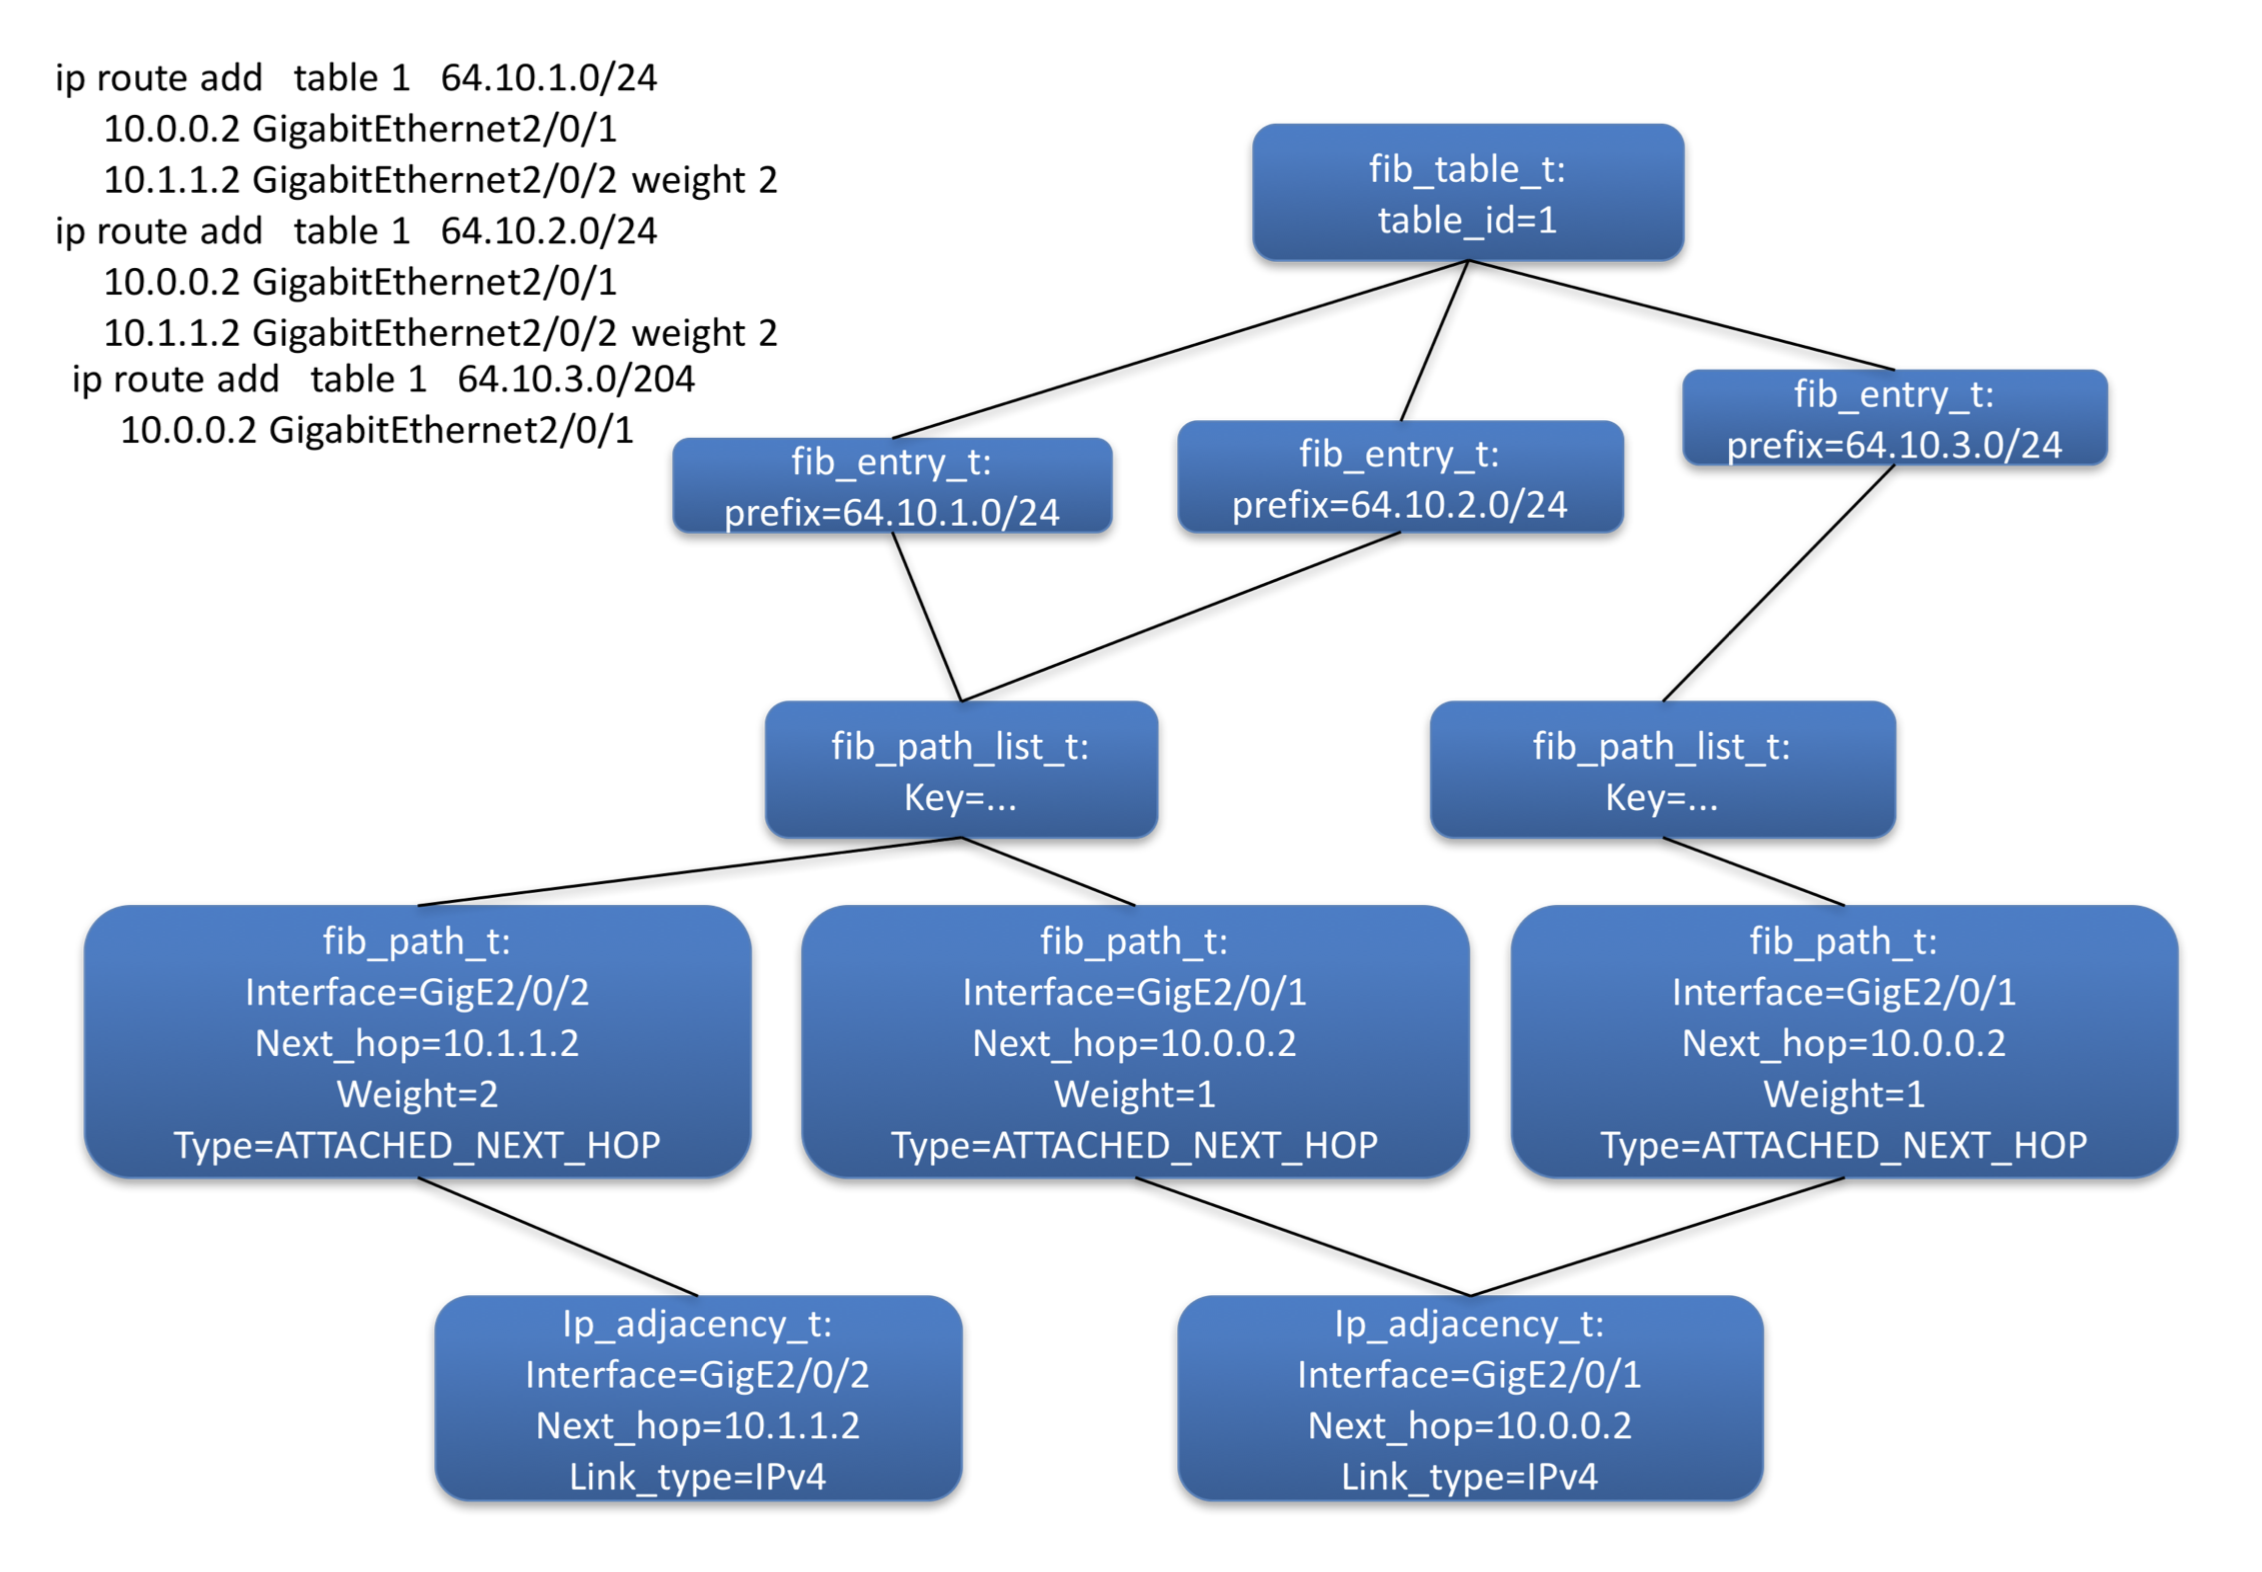 ip route add table 1 64.10.1.0/24
10.0.0.2 GigabitEthernet2/0/1
10.1.1.2 GigabitEthernet2/0/2 weight 2
ip route add table 1 64.10.2.0/24
10.0.0.2 GigabitEthernet2/0/1
10.1.1.2 GigabitEthernet2/0/2 weight 2
ip route add table 1 64.10.3.0/204
10.0.0.2 GigabitEthernet2/0/1
fib_table_t:
table_id=1
fib_entry_t:
prefix=64.10.1.0/24
fib_entry_t:
prefix=64.10.2.0/24
fib_entry_t:
prefix=64.10.3.0/24
fib_path_list_t:
Key=...
fib_path_list_t:
Key=...
fib_path_t:
Interface=GigE2/0/2
Next_hop=10.1.1.2
Weight=2
Type=ATTACHED_NEXT_HOP
fib_path_t:
Interface=GigE2/0/1
Next_hop=10.0.0.2
Weight=1
Type=ATTACHED_NEXT_HOP
fib_path_t:
Interface=GigE2/0/1
Next_hop=10.0.0.2
Weight=1
Type=ATTACHED_NEXT_HOP
Ip_adjacency_t:
Interface=GigE2/0/2
Next_hop=10.1.1.2
Link_type=IPv4
Ip_adjacency_t:
Interface=GigE2/0/1
Next_hop=10.0.0.2
Link_type=IPv4